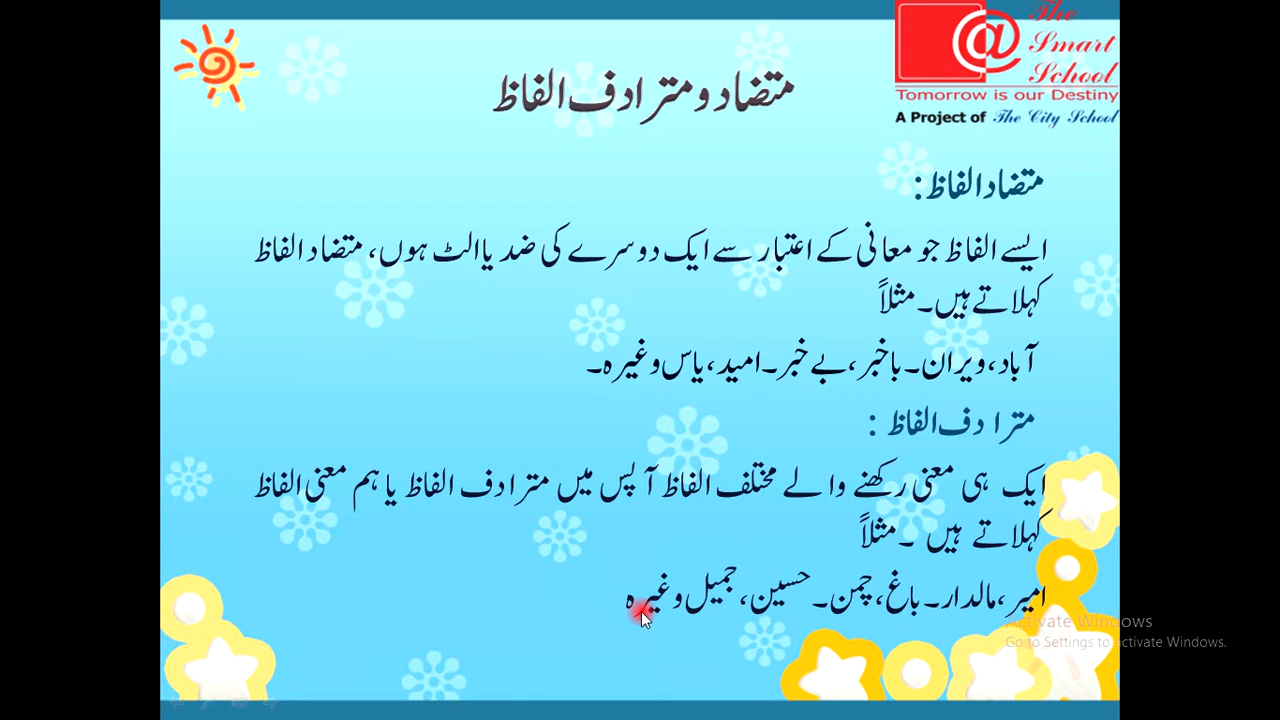 The
Smart
School
Tomorrow is our Destiny
A Project of The City School
متضاد و مترادف الفاظ
متضاد الفاظ :
ایسے الفاظ جو معانی کے اعتبار سے ایک دوسرے کی ضد یا الٹ ہوں، متضاد الفاظ
کہلاتے ہیں۔ مثلاً
آباد، ویران۔ باخبر، بے خبر۔ امید، یاس وغیرہ۔
مترادف الفاظ :
ایک ہی معنی رکھنے والے مختلف الفاظ آپس میں مترادف الفاظ یا ہم معنی الفاظ
کہلاتے ہیں ۔ مثلاً
امیر، مالدار۔ باغ، چمن۔ حسین، جمیل وغیرہ
Activate Windows
Go to Settings to activate Windows.